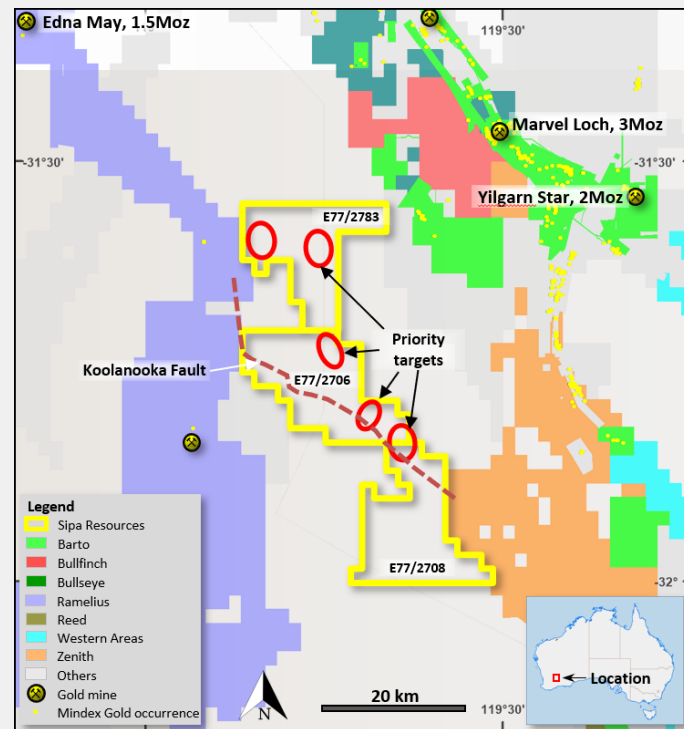 Edna May, 1.5Moz
119°30'
Marvel Loch, 3Moz
-31°30'
-31°30'
Yilgarn Star, 2Moz
E77/2783
Priority
targets
Koolanooka Fault
E77/2706
E77/2708
-32°
Legend
Sipa Resources
Barto
Bullfinch
Bullseye
Ramelius
Reed
Western Areas
Zenith
Others
Gold mine
Mindex Gold occurrence
N
20 km
119°30'
Location